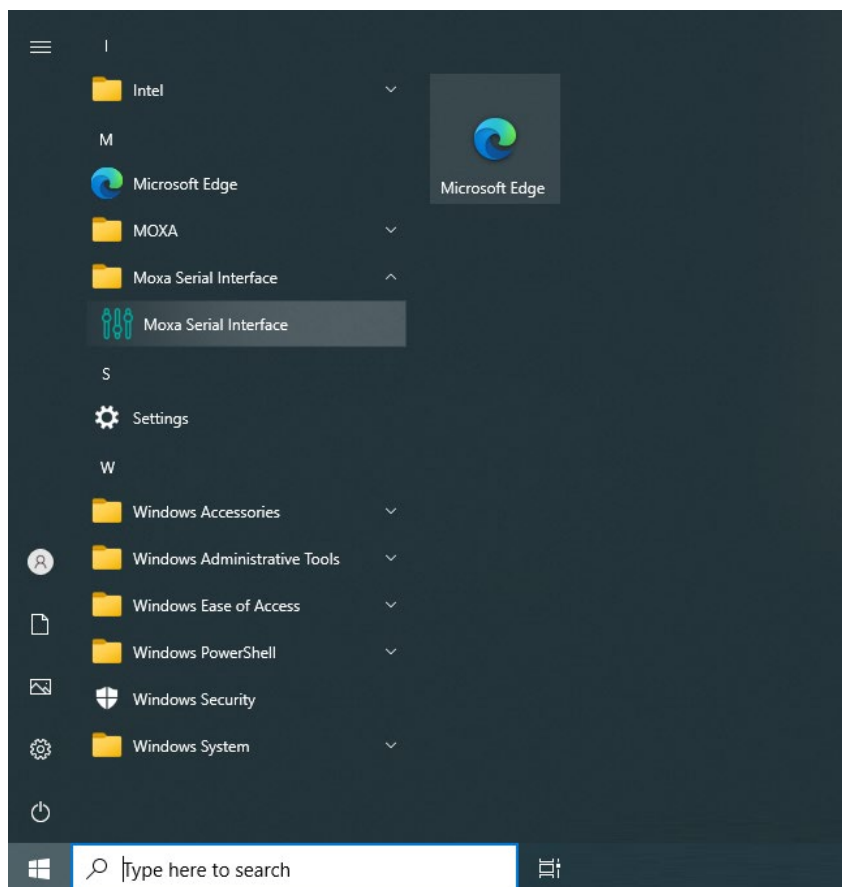 I
Intel
M
Microsoft Edge
MOXA
Moxa Serial Interface
Moxa Serial Interface
S
Settings
W
Windows Accessories
Windows Administrative Tools
Windows Ease of Access
Windows PowerShell
Windows Security
Windows System
Microsoft Edge
Type here to search